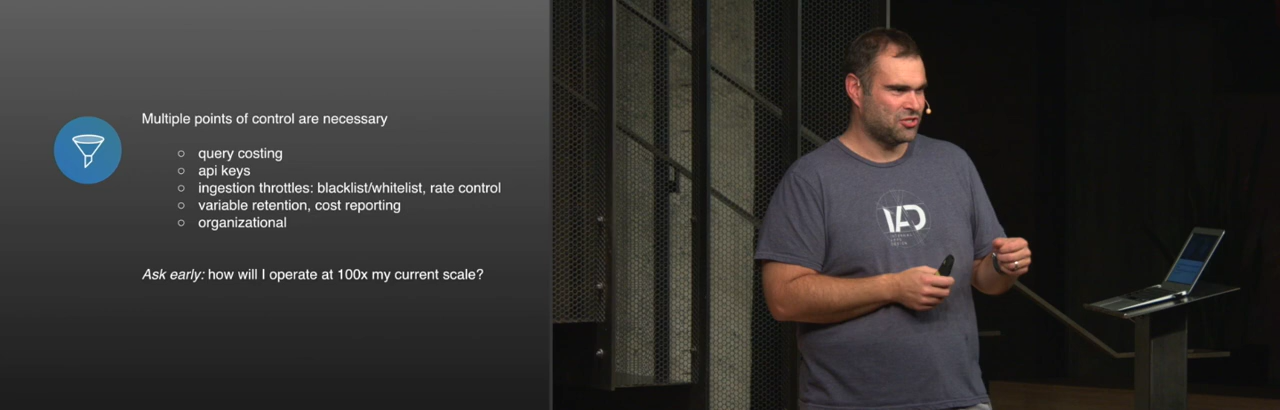 Multiple points of control are necessary
○ query costing
○ api keys
○ ingestion throttles: blacklist/whitelist, rate control
○ variable retention, cost reporting
○ organizational
Ask early: how will I operate at 100x my current scale?
IAD